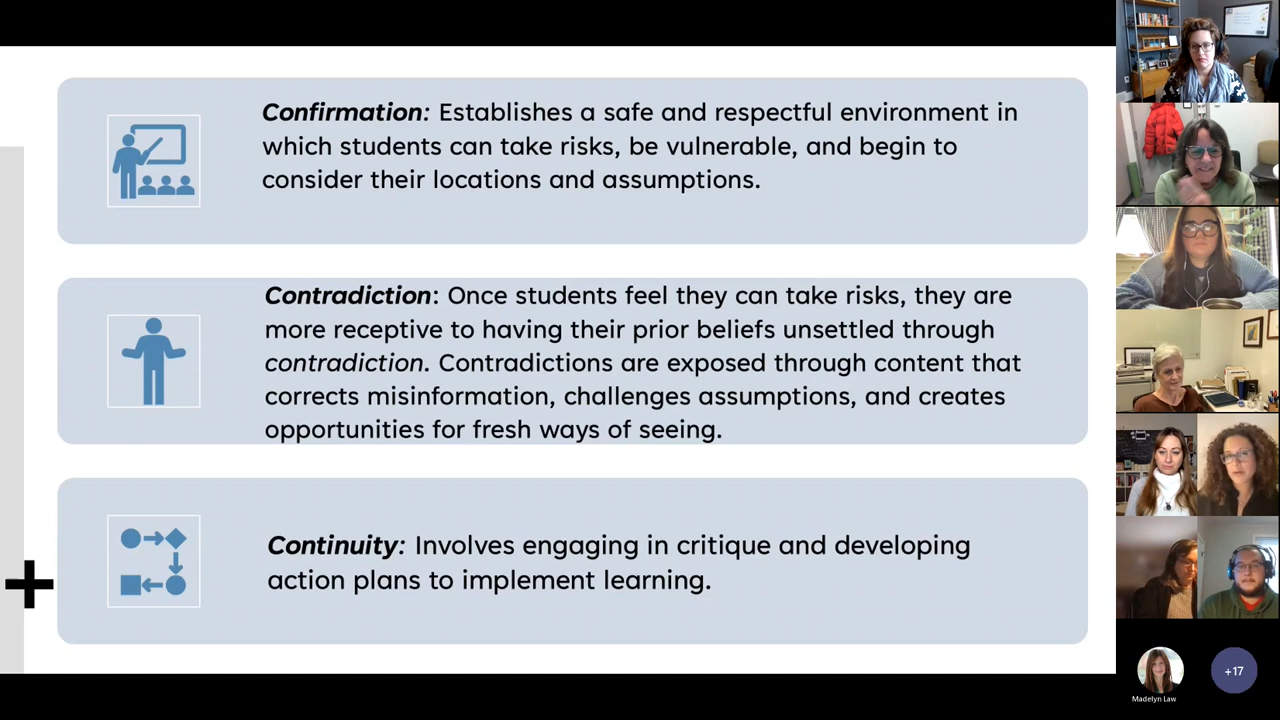 Confirmation: Establishes a safe and respectful environment in
which students can take risks, be vulnerable, and begin to
consider their locations and assumptions.
Contradiction: Once students feel they can take risks, they are
more receptive to having their prior beliefs unsettled through
contradiction. Contradictions are exposed through content that
corrects misinformation, challenges assumptions, and creates
opportunities for fresh ways of seeing.
Continuity: Involves engaging in critique and developing
action plans to implement learning.
Madelyn Law
+17